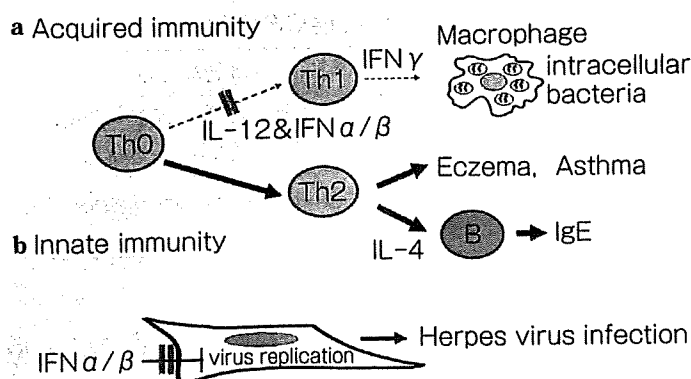 a Acquired immunity
Macrophage
intracellular
bacteria
IFNγ
Th1
IL-12&IFNα/β
Th0
Th2
Eczema, Asthma
IL-4
B
IgE
b Innate immunity
IFNα/β
virus replication
Herpes virus infection